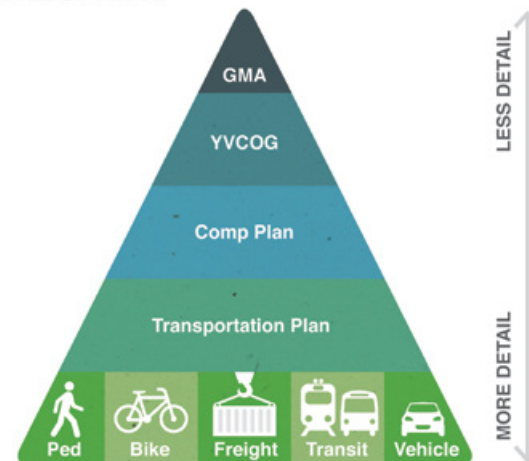 GMA
YVCOG
Comp Plan
Transportation Plan
Ped Bike Freight Transit Vehicle
LESS DETAIL
MORE DETAIL